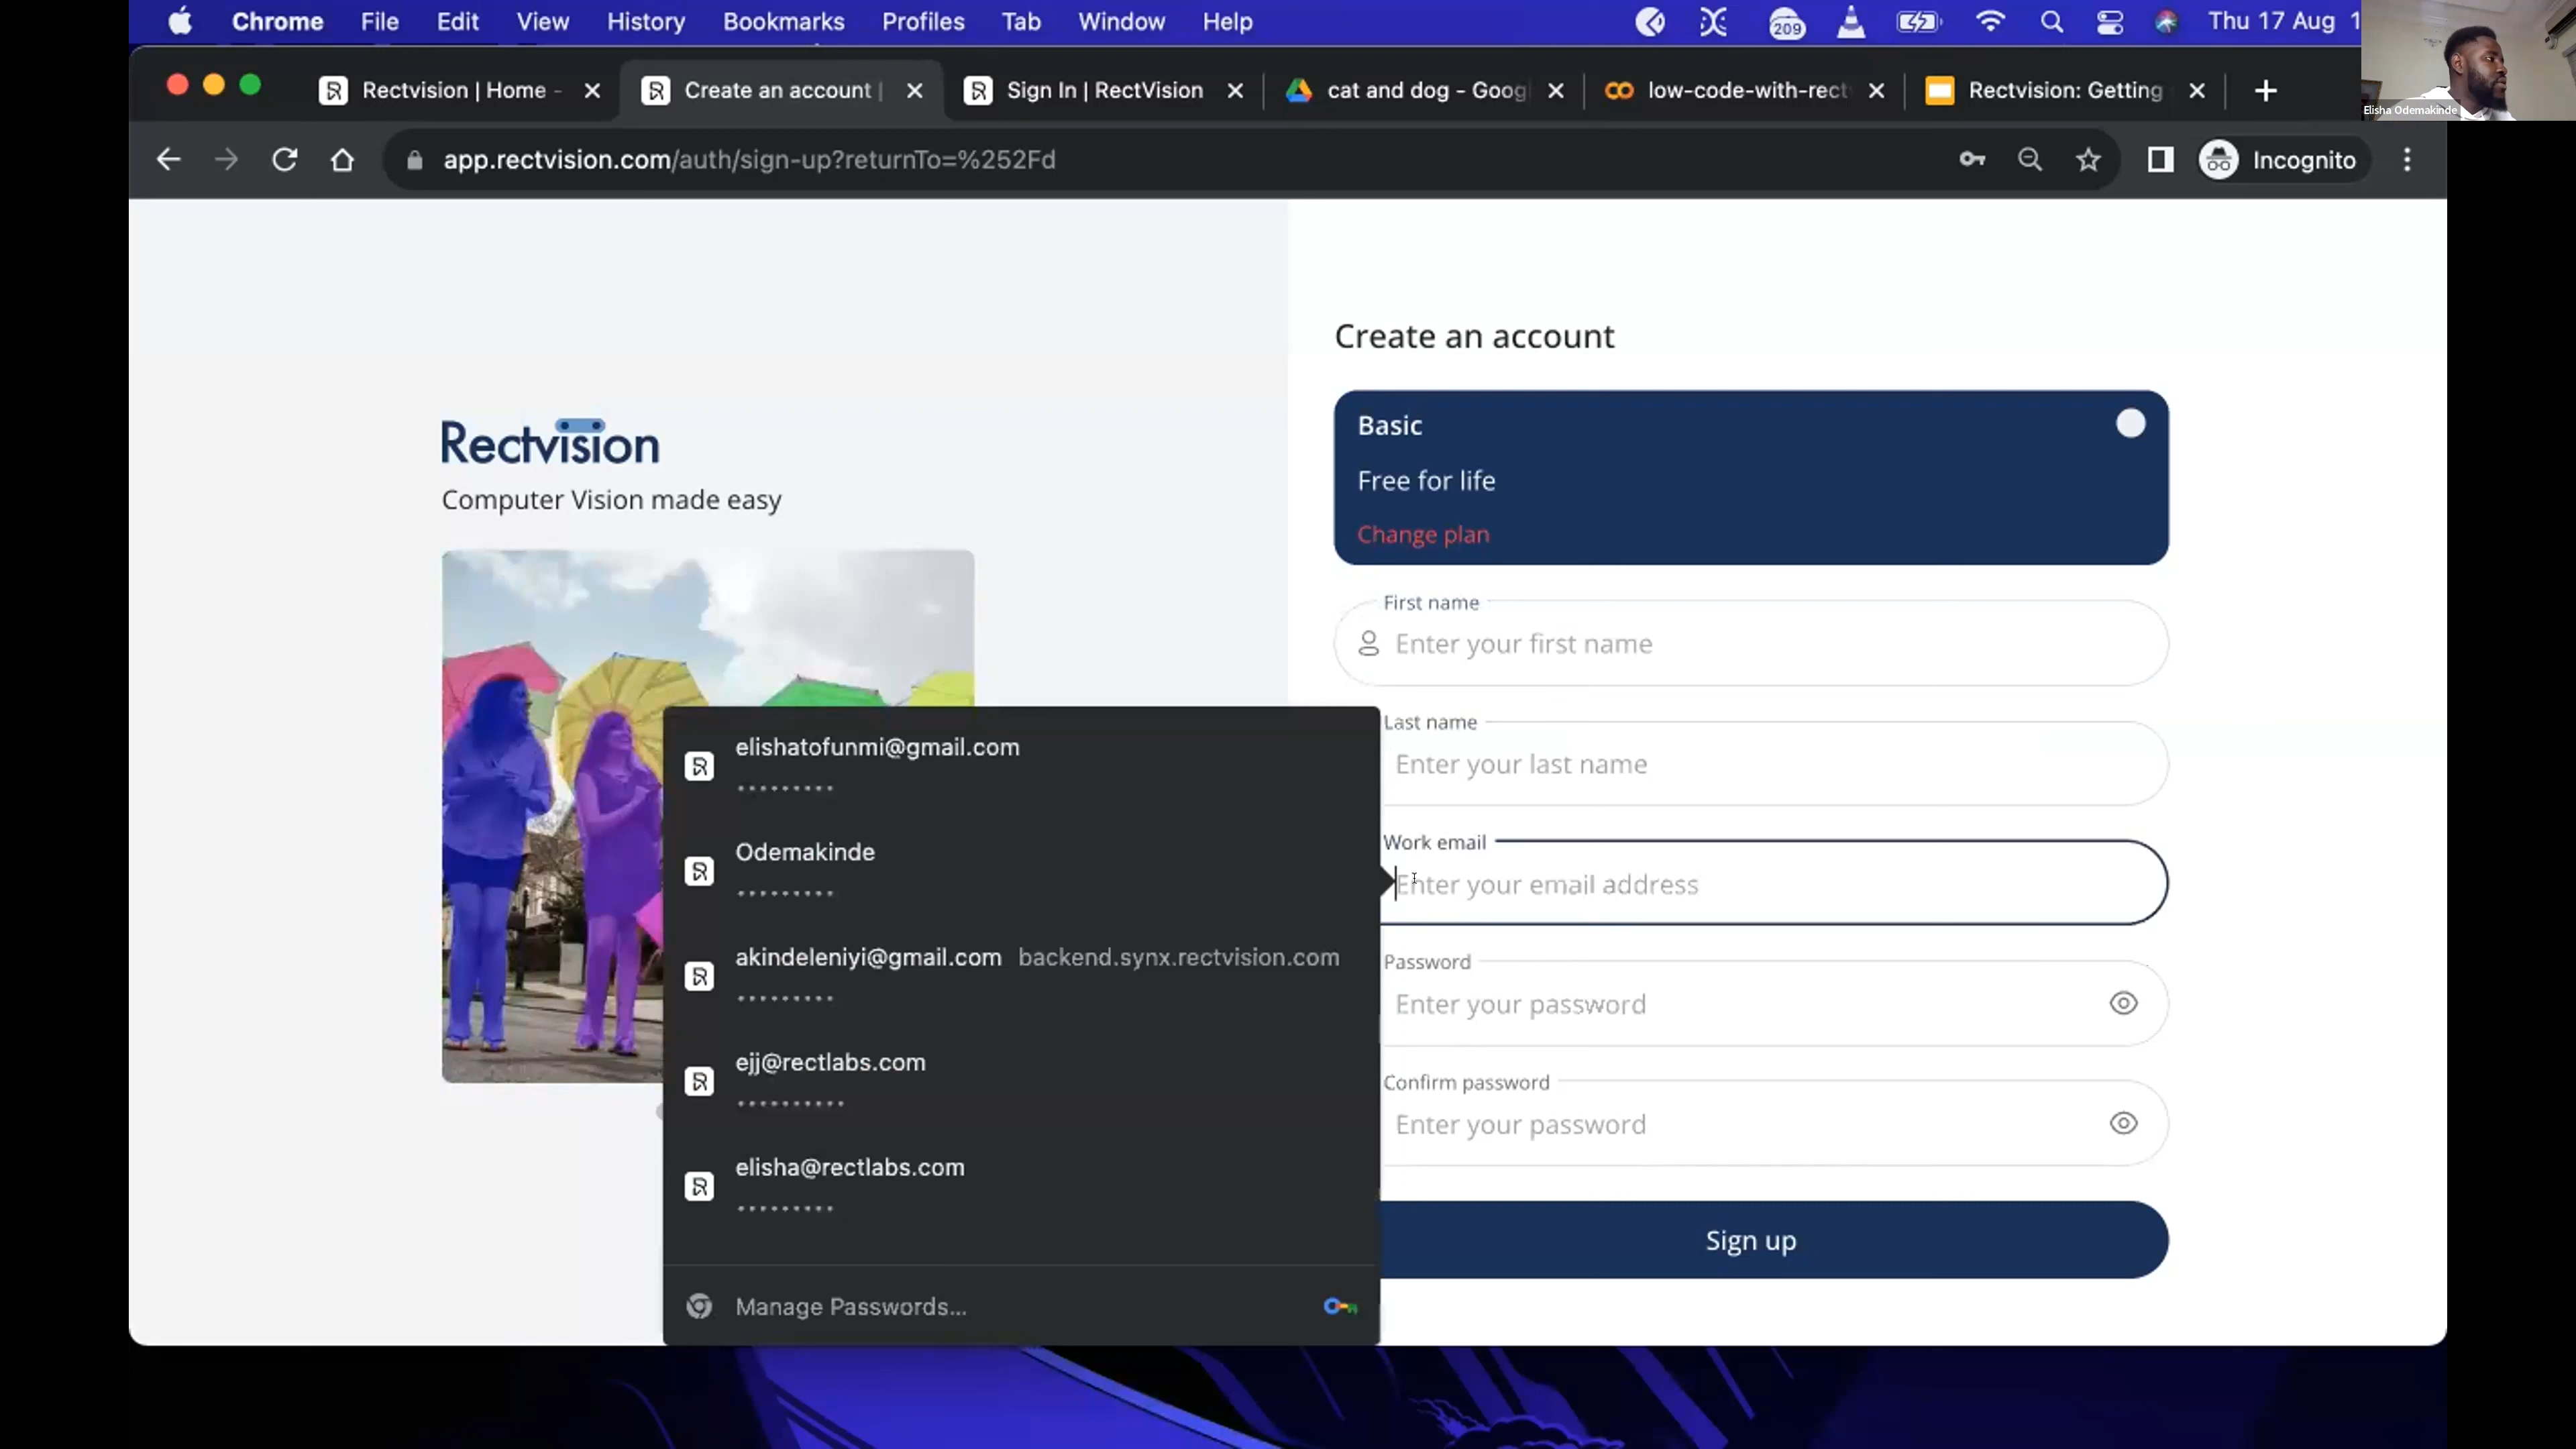 Chrome File Edit View History Bookmarks Profiles Tab Window Help 209 Thu 17 Aug 1
Elisha Odemakinde
Rectvision | Home - Create an account | Sign In | RectVision cat and dog - Goog low-code-with-rect Rectvision: Getting
app.rectvision.com/auth/sign-up?returnTo=%252Fd Incognito
Rectvision
Computer Vision made easy
Create an account
Basic
Free for life
Change plan
First name
Enter your first name
Last name
Enter your last name
Work email
Enter your email address
Password
Enter your password
Confirm password
Enter your password
Sign up
elishatofunmi@gmail.com
Odemakinde
akindeleniyi@gmail.com backend.synx.rectvision.com
ejj@rectlabs.com
elisha@rectlabs.com
Manage Passwords...